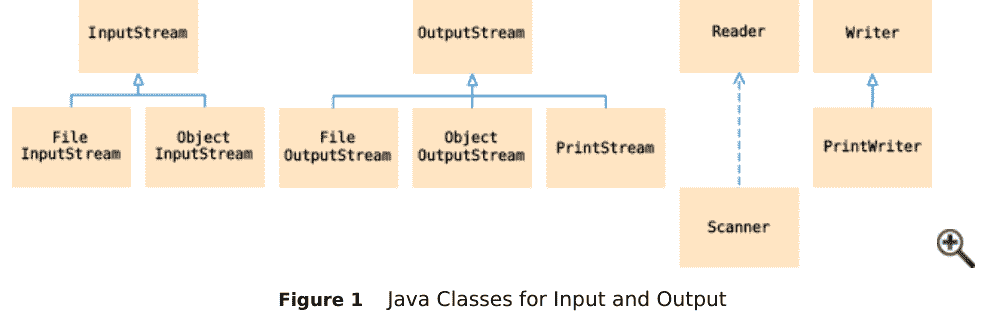 InputStream
OutputStream
Reader
Writer
File
InputStream
Object
InputStream
File
OutputStream
Object
OutputStream
PrintStream
PrintWriter
Scanner
Figure 1 Java Classes for Input and Output